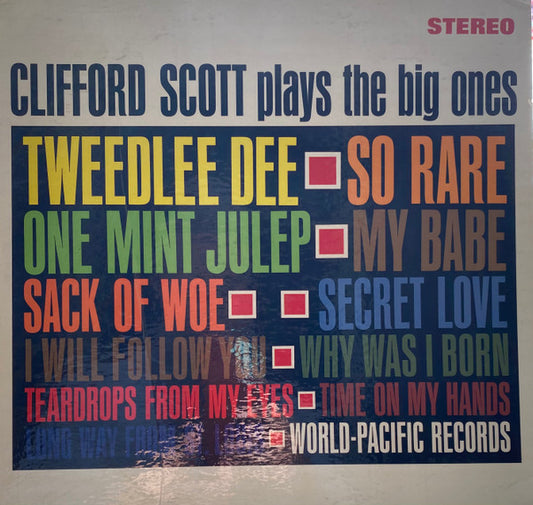 STEREO
CLIFFORD SCOTT plays the big ones
TWEEDLEE DEE SO RARE
ONE MINT JULEP MY BABE
SACK OF WOE SECRET LOVE
I WILL FOLLOW YOU WHY WAS I BORN
TEARDROPS FROM MY EYES TIME ON MY HANDS
WAY FROM WORLD-PACIFIC RECORDS